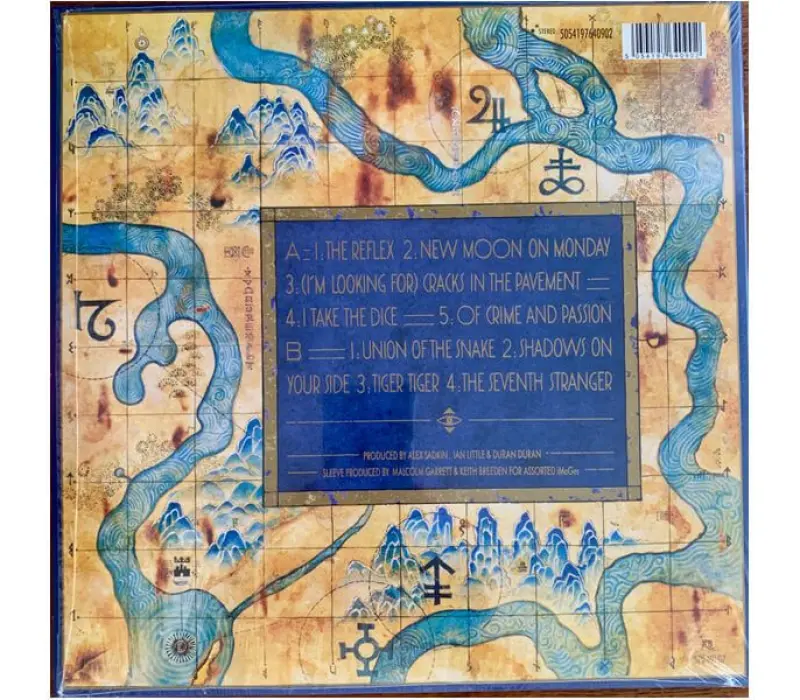 STEREO 5054197640902
5 054197 640902
A — 1. THE REFLEX 2. NEW MOON ON MONDAY
3. (I'M LOOKING FOR) CRACKS IN THE PAVEMENT
4. I TAKE THE DICE — 5. OF CRIME AND PASSION
B — 1. UNION OF THE SNAKE 2. SHADOWS ON
YOUR SIDE 3. TIGER TIGER 4. THE SEVENTH STRANGER
PRODUCED BY ALEX SADKIN, IAN LITTLE & DURAN DURAN
SLEEVE PRODUCED BY MALCOLM GARRETT & KEITH BREEDEN FOR ASSORTED iMaGes